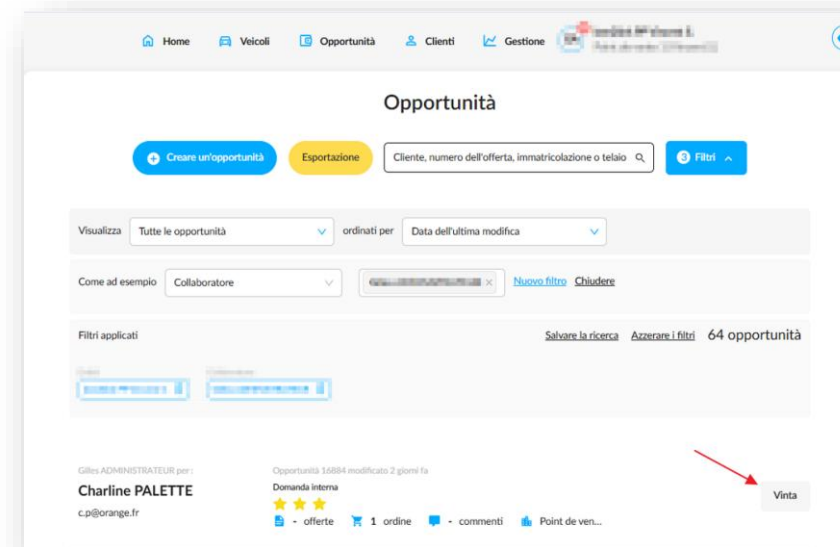 Home Veicoli Opportunità Clienti Gestione
Opportunità
Creare un'opportunità Esportazione Cliente, numero dell'offerta, immatricolazione o telaio 3 Filtri
Visualizza Tutte le opportunità ordinati per Data dell'ultima modifica
Come ad esempio Collaboratore Nuovo filtro Chiudere
Filtri applicati Salvare la ricerca Azzerare i filtri 64 opportunità
Gilles ADMINISTRATEUR per : Opportunità 16884 modificato 2 giorni fa
Charline PALETTE Domanda interna Vinta
c.p@orange.fr
- offerte 1 ordine - commenti Point de ven...